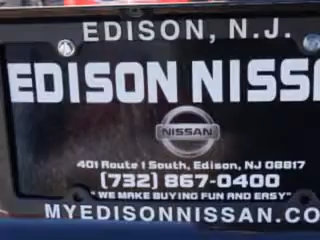 EDISON, N.J.
EDISON NISSA
NISSAN
401 Route 1 South, Edison, NJ 08817
(732) 867-0400
"WE MAKE BUYING FUN AND EASY"
MYEDISONNISSAN.CO